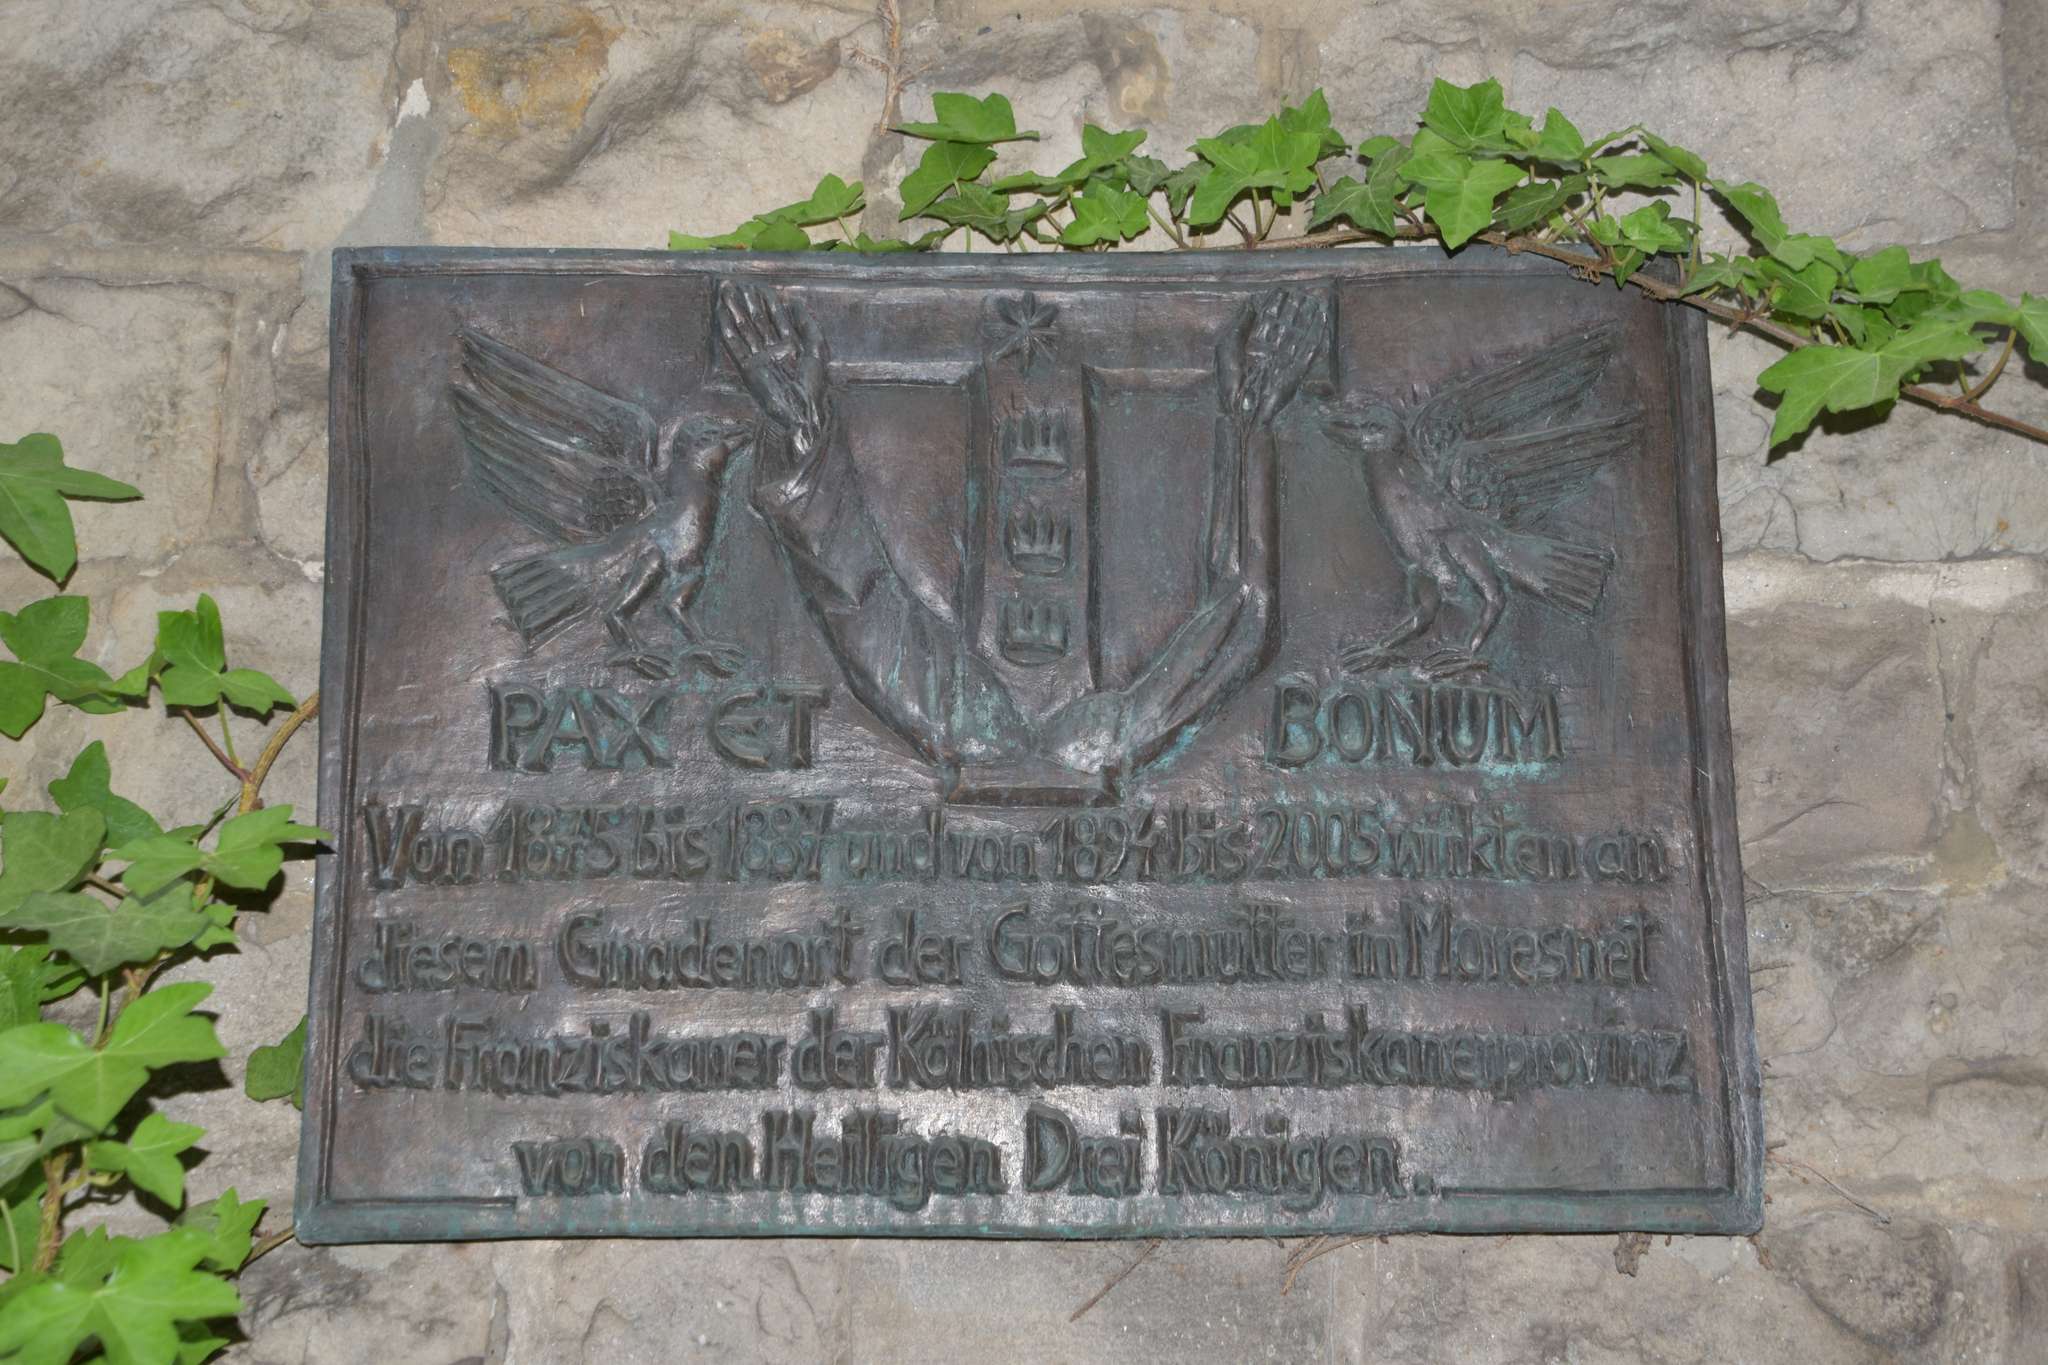 PAX ET BONUM
Von 1875 bis 1887 und von 1894 bis 2005 wirkten an
diesem Gnadenort der Gottesmutter in Moresnet
die Franziskaner der Kölnischen Franziskanerprovinz
von den Heiligen Drei Königen.